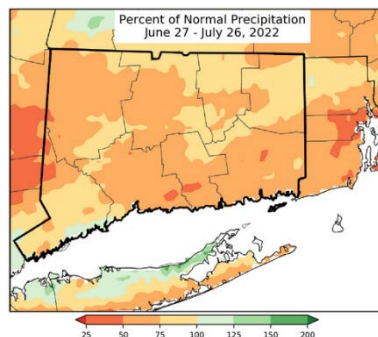 Percent of Normal Precipitation
June 27 - July 26, 2022
25 50 75 100 125 150 200